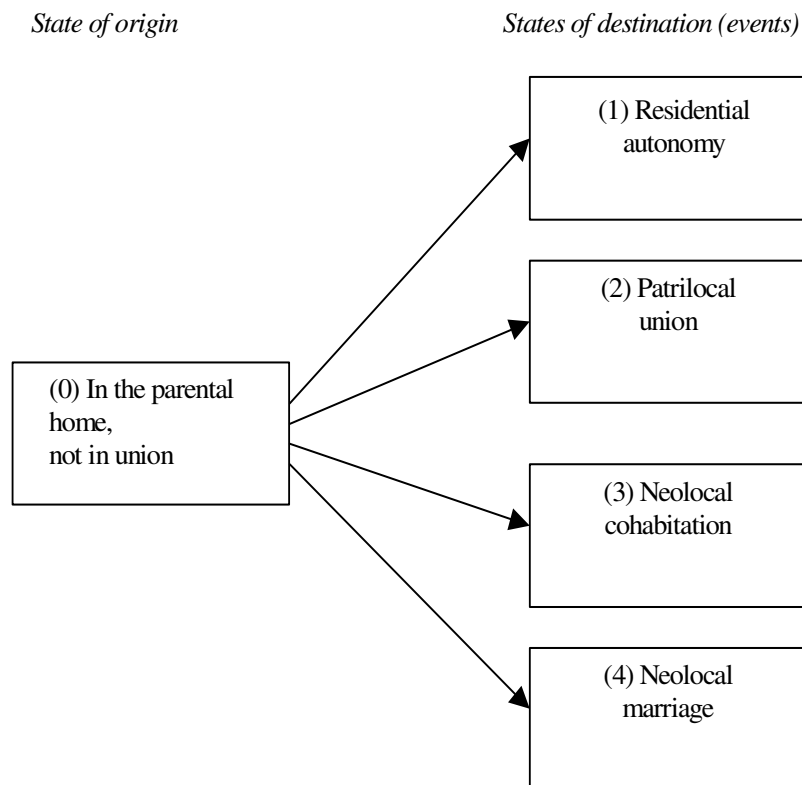 State of origin
States of destination (events)
(1) Residential
autonomy
(2) Patrilocal
union
(0) In the parental
home,
not in union
(3) Neolocal
cohabitation
(4) Neolocal
marriage